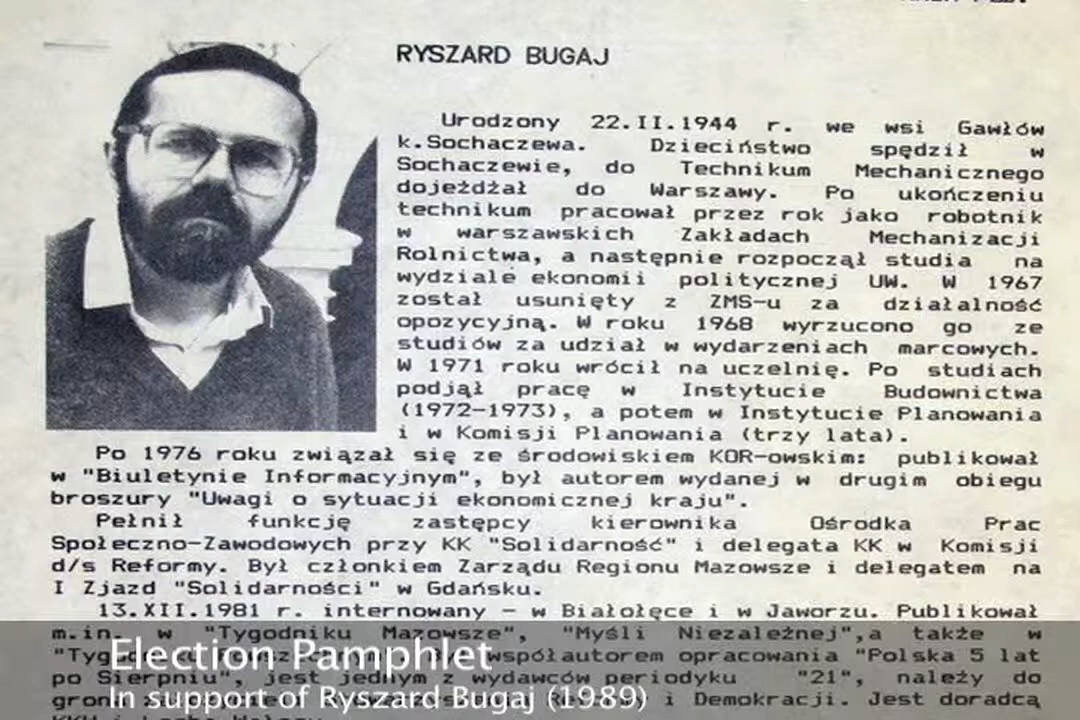 RYSZARD BUGAJ
Urodzony 22.II.1944 r. we wsi Gawłów
k.Sochaczewa. Dzieciństwo spędził w
Sochaczewie, do Technikum Mechanicznego
dojeżdżał do Warszawy. Po ukończeniu
technikum pracował przez rok jako robotnik
w warszawskich Zakładach Mechanizacji
Rolnictwa, a następnie rozpoczął studia na
wydziale ekonomii politycznej UW. W 1967
został usunięty z ZMS-u za działalność
opozycyjną. W roku 1968 wyrzucono go ze
studiów za udział w wydarzeniach marcowych.
W 1971 roku wrócił na uczelnię. Po studiach
podjął pracę w Instytucie Budownictwa
(1972-1973), a potem w Instytucie Planowania
i w Komisji Planowania (trzy lata).
Po 1976 roku związał się ze środowiskiem KOR-owskim: publikował
w "Biuletynie Informacyjnym", był autorem wydanej w drugim obiegu
broszury "Uwagi o sytuacji ekonomicznej kraju".
Pełnił funkcję zastępcy kierownika Ośrodka Prac
Społeczno-Zawodowych przy KK "Solidarność" i delegata KK w Komisji
d/s Reformy. Był członkiem Zarządu Regionu Mazowsze i delegatem na
I Zjazd "Solidarności" w Gdańsku.
13.XII.1981 r. internowany - w Białołęce i w Jaworzu. Publikował
m.in. w "Tygodniku Mazowsze", "Myśli Niezależnej",a także w
współautorem opracowania "Polska 5 lat
po Sierpniu", jest jednym z wydawców periodyku "21", należy do
i Demokracji. Jest doradcą
Election Pamphlet
In support of Ryszard Bugaj (1989)